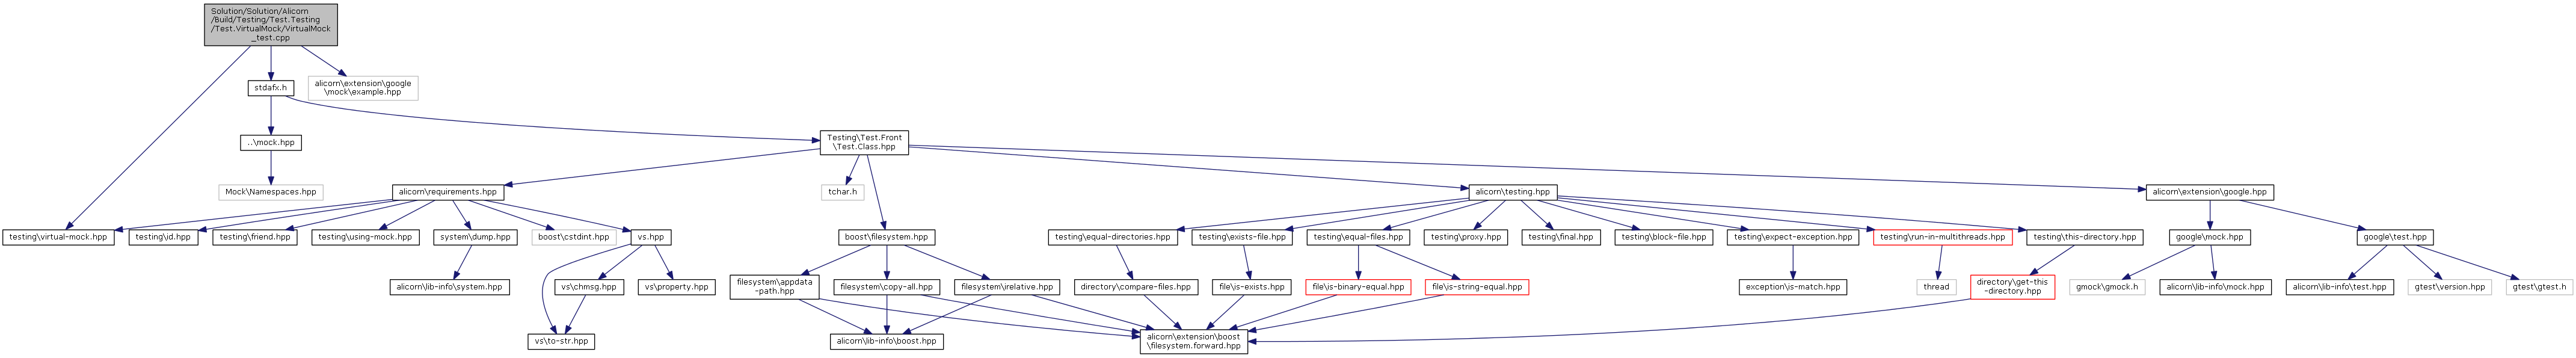 Solution/Solution/Alicorn
/Build/Testing/Test.Testing
/Test.VirtualMock/VirtualMock
_test.cpp
stdafx.h
alicorn\extension\google
\mock\example.hpp
..\mock.hpp
Testing\Test.Front
\Test.Class.hpp
Mock\Namespaces.hpp
alicorn\requirements.hpp
tchar.h
alicorn\testing.hpp
alicorn\extension\google.hpp
testing\virtual-mock.hpp
testing\id.hpp
testing\friend.hpp
testing\using-mock.hpp
system\dump.hpp
boost\cstdint.hpp
vs.hpp
boost\filesystem.hpp
testing\equal-directories.hpp
testing\exists-file.hpp
testing\equal-files.hpp
testing\proxy.hpp
testing\final.hpp
testing\block-file.hpp
testing\expect-exception.hpp
testing\run-in-multithreads.hpp
testing\this-directory.hpp
google\mock.hpp
google\test.hpp
alicorn\lib-info\system.hpp
vs\chmsg.hpp
vs\property.hpp
filesystem\appdata
-path.hpp
filesystem\copy-all.hpp
filesystem\irelative.hpp
directory\compare-files.hpp
file\is-exists.hpp
file\is-binary-equal.hpp
file\is-string-equal.hpp
exception\is-match.hpp
thread
directory\get-this
-directory.hpp
gmock\gmock.h
alicorn\lib-info\mock.hpp
alicorn\lib-info\test.hpp
gtest\version.hpp
gtest\gtest.h
vs\to-str.hpp
alicorn\lib-info\boost.hpp
alicorn\extension\boost
\filesystem.forward.hpp